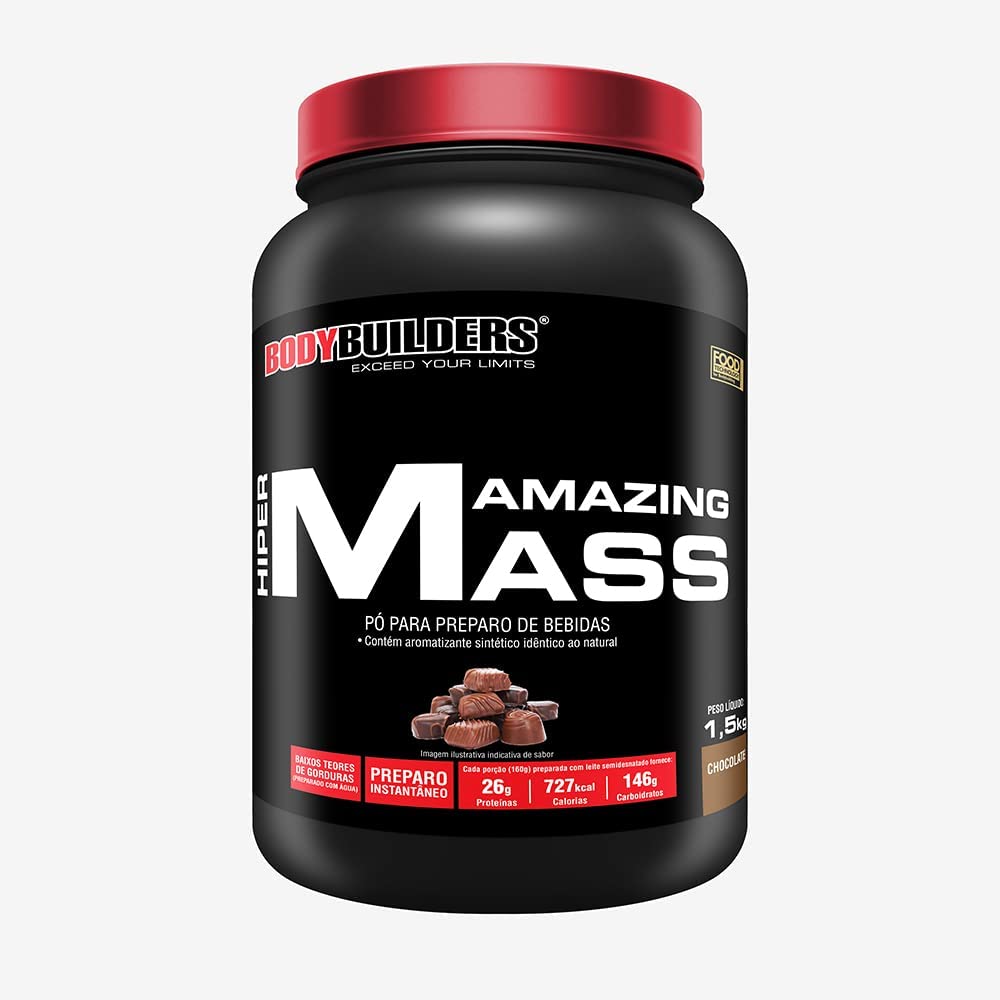 BODYBUILDERS®
EXCEED YOUR LIMITS
FOOD
TECHNOLOGY
HIPER
AMAZING
MASS
PÓ PARA PREPARO DE BEBIDAS
• Contém aromatizante sintético idêntico ao natural
Imagem ilustrativa indicativa de sabor
PESO LÍQUIDO:
1,5kg
CHOCOLATE
BAIXOS TEORES
DE GORDURAS
(PREPARADO COM ÁGUA)
PREPARO
INSTANTÂNEO
Cada porção (160g) preparada com leite semidesnatado fornece:
26g
Proteínas
727kcal
Calorias
146g
Carboidratos